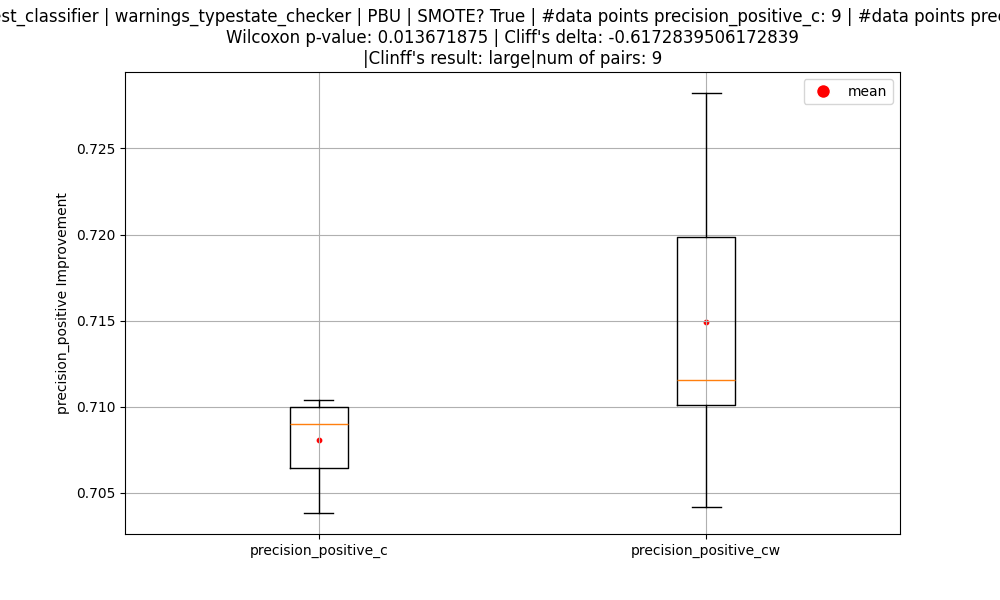 est_classifier | warnings_typestate_checker | PBU | SMOTE? True | #data points precision_positive_c: 9 | #data points prec
Wilcoxon p-value: 0.013671875 | Cliff's delta: -0.6172839506172839
|Clinff's result: large|num of pairs: 9
mean
0.725
0.720
0.715
0.710
0.705
precision_positive Improvement
precision_positive_c
precision_positive_cw